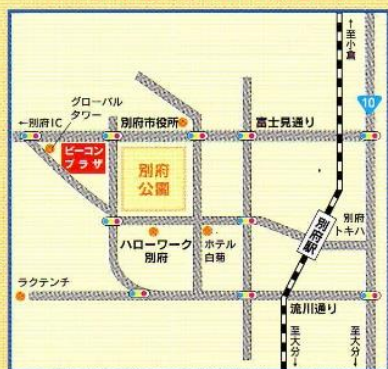 ↑至小倉
10
グローバル
タワー
←別府IC
別府市役所
富士見通り
ビーコン
プラザ
別府
公園
別府
トキハ
別府駅
ハローワーク
別府
ホテル
白菊
ラクテンチ
流川通り
至大分↓
至大分↓